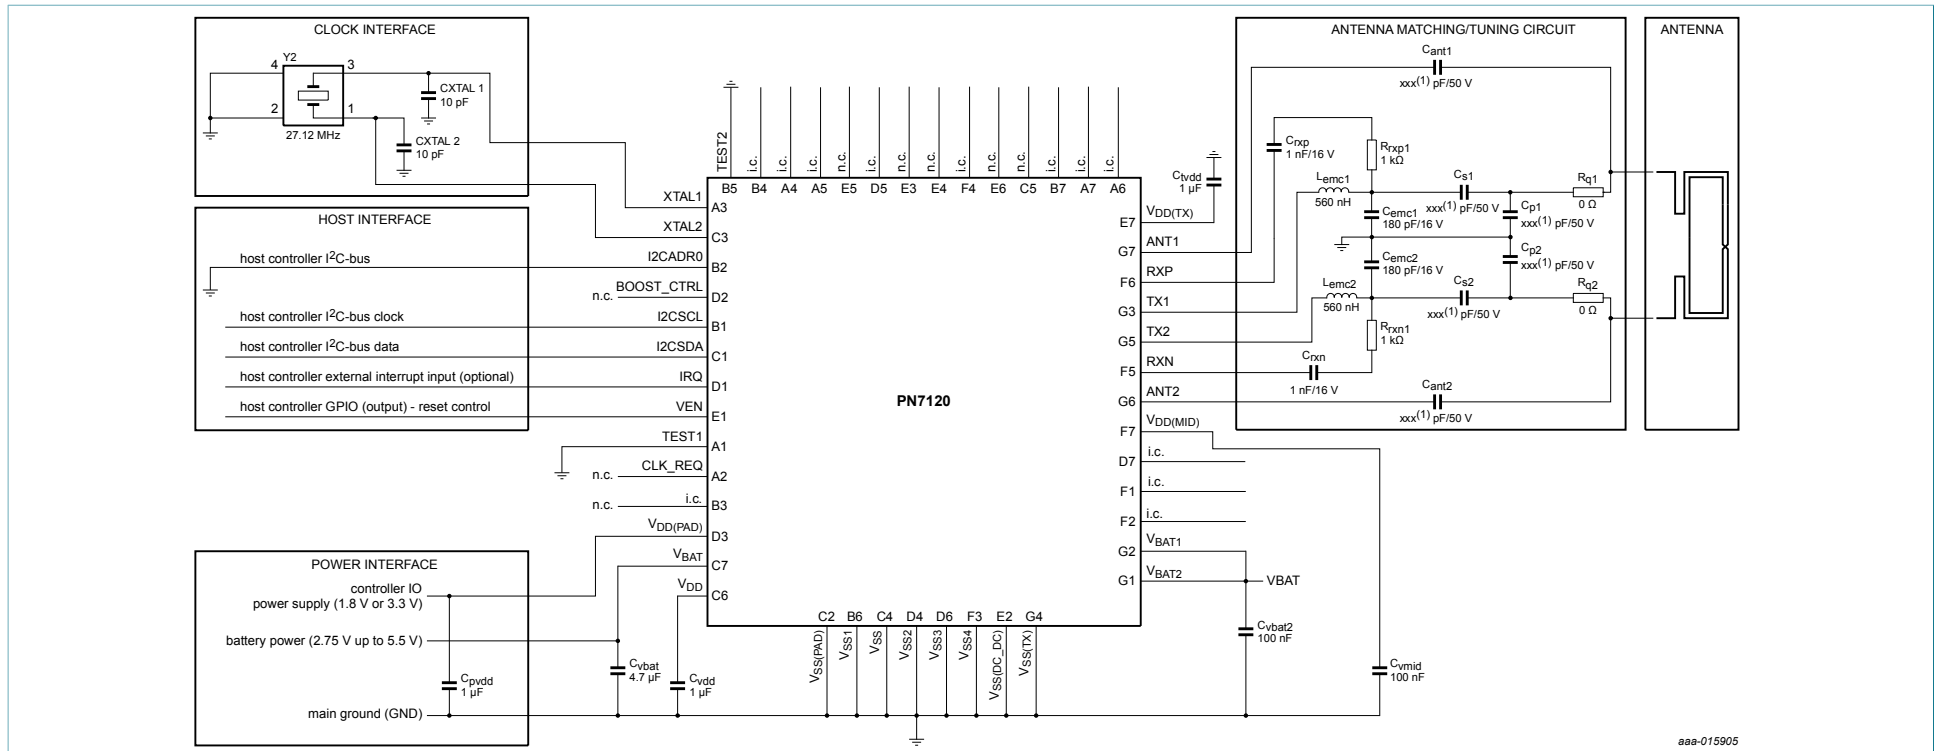 CLOCK INTERFACE
Y2
4
3
2
1
27.12 MHz
CXTAL 1
10 pF
CXTAL 2
10 pF
HOST INTERFACE
host controller I²C-bus
host controller I²C-bus clock
host controller I²C-bus data
host controller external interrupt input (optional)
host controller GPIO (output) - reset control
POWER INTERFACE
controller IO
power supply (1.8 V or 3.3 V)
battery power (2.75 V up to 5.5 V)
main ground (GND)
Cpvdd
1 µF
Cvbat
4.7 µF
Cvdd
1 µF
XTAL1
A3
XTAL2
C3
I2CADR0
B2
BOOST_CTRL
n.c.
D2
I2CSCL
B1
I2CSDA
C1
IRQ
D1
VEN
E1
TEST1
A1
CLK_REQ
n.c.
A2
i.c.
n.c.
B3
VDD(PAD)
D3
VBAT
C7
VDD
C6
TEST2 i.c. i.c. i.c. n.c. i.c. n.c. n.c. i.c. n.c. n.c. i.c. i.c. i.c.
B5 B4 A4 A5 E5 D5 E3 E4 F4 E6 C5 B7 A7 A6
PN7120
C2 B6 C4 D4 D6 F3 E2 G4
VSS(PAD) VSS1 VSS VSS2 VSS3 VSS4 VSS(DC_DC) VSS(TX)
Ctvdd
1 µF
VDD(TX)
E7
ANT1
G7
RXP
F6
TX1
G3
TX2
G5
RXN
F5
ANT2
G6
VDD(MID)
F7
i.c.
D7
i.c.
F1
i.c.
F2
VBAT1
G2
VBAT2
G1
VBAT
Cvbat2
100 nF
Cvmid
100 nF
ANTENNA MATCHING/TUNING CIRCUIT
Cant1
xxx(1) pF/50 V
Crxp
1 nF/16 V
Rrxp1
1 kΩ
Lemc1
560 nH
Cs1
xxx(1) pF/50 V
Rq1
0 Ω
Cemc1
180 pF/16 V
Cp1
xxx(1) pF/50 V
Cemc2
180 pF/16 V
Cp2
xxx(1) pF/50 V
Lemc2
560 nH
Cs2
xxx(1) pF/50 V
Rq2
0 Ω
Rrxn1
1 kΩ
Crxn
1 nF/16 V
Cant2
xxx(1) pF/50 V
ANTENNA
aaa-015905